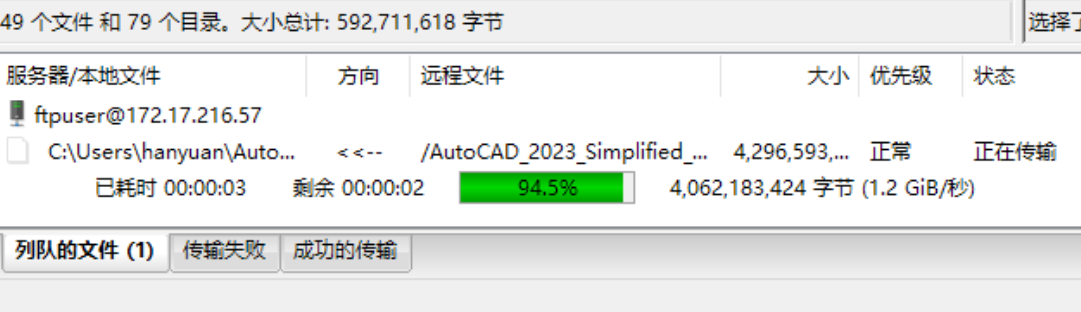 49 个文件 和 79 个目录。大小总计: 592,711,618 字节 选择了
服务器/本地文件 方向 远程文件 大小 优先级 状态
ftpuser@172.17.216.57
C:\Users\hanyuan\Auto... <<-- /AutoCAD_2023_Simplified_... 4,296,593,... 正常 正在传输
已耗时 00:00:03 剩余 00:00:02 94.5% 4,062,183,424 字节 (1.2 GiB/秒)
列队的文件 (1) 传输失败 成功的传输